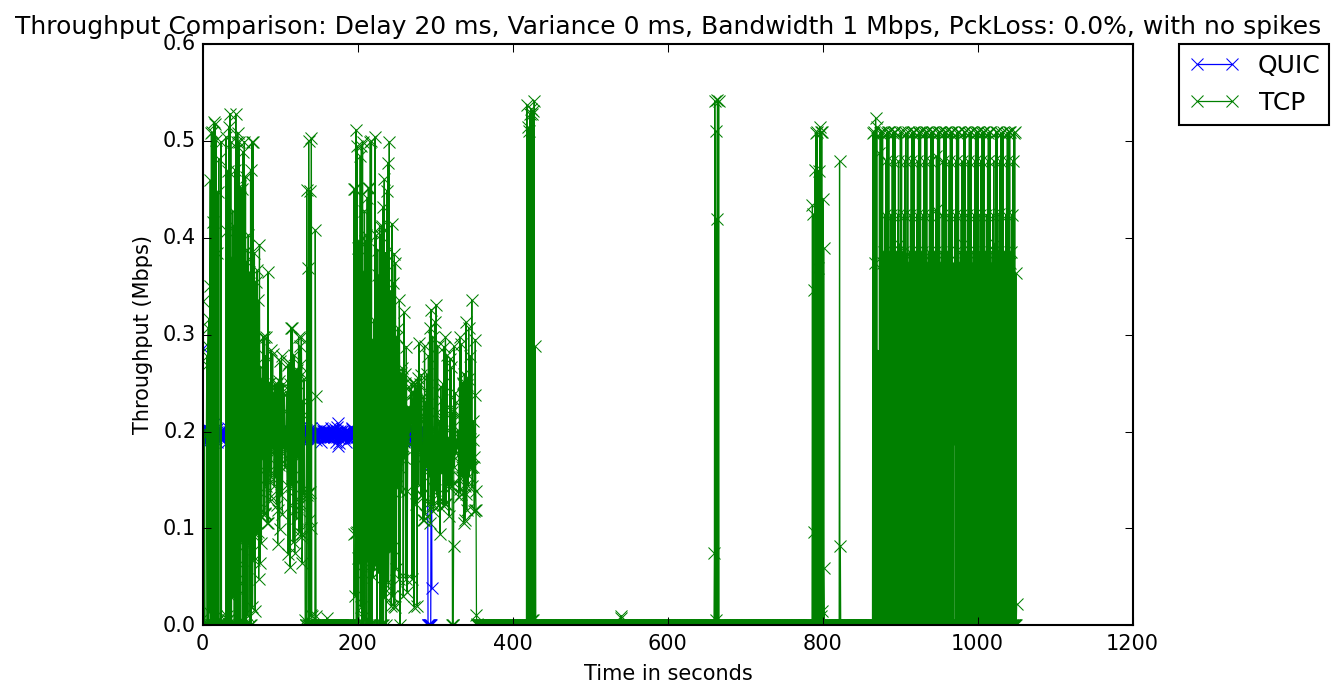 Throughput Comparison: Delay 20 ms, Variance 0 ms, Bandwidth 1 Mbps, PckLoss: 0.0%, with no spikes
QUIC
TCP
0.6
0.5
0.4
0.3
0.2
0.1
0.0
Throughput (Mbps)
0 200 400 600 800 1000 1200
Time in seconds